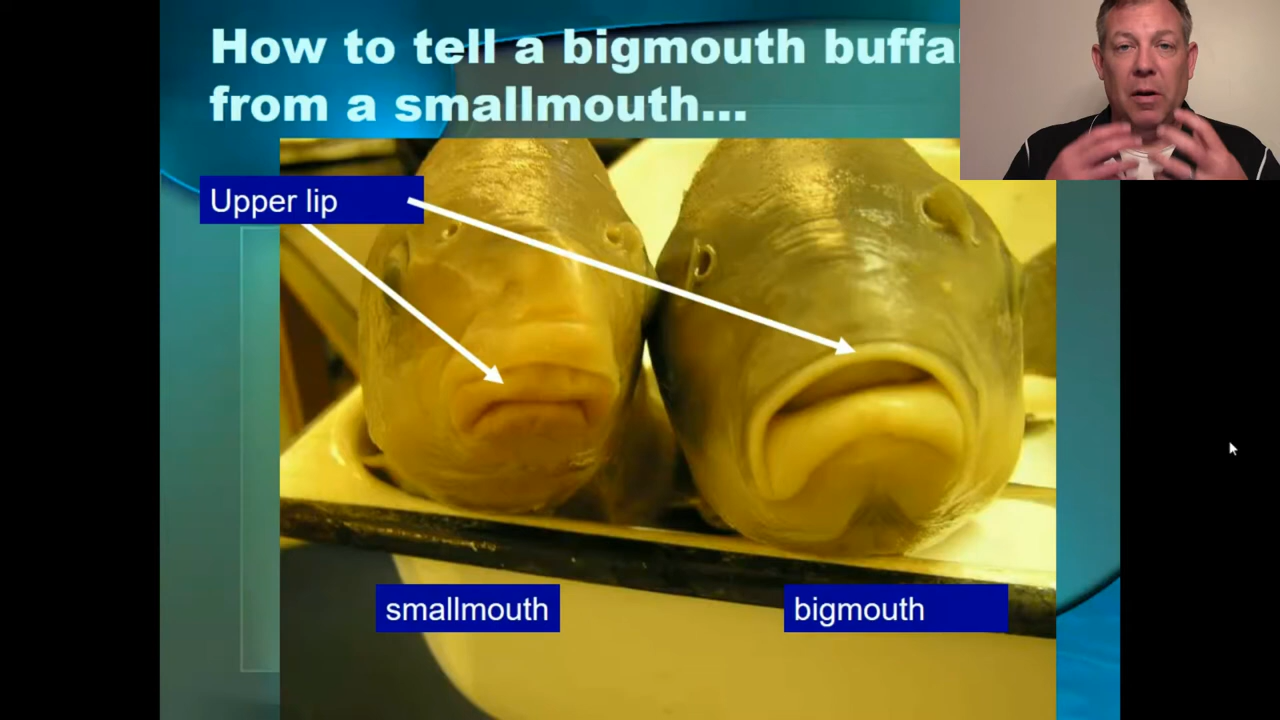 How to tell a bigmouth buffa
from a smallmouth...
Upper lip
smallmouth
bigmouth